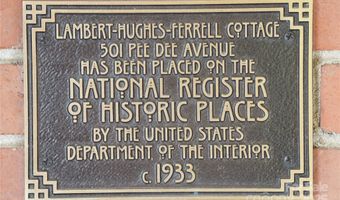 LAMBERT-HUGHES-FERRELL COTTAGE
501 PEE DEE AVENUE
HAS BEEN PLACED ON THE
NATIONAL REGISTER
OF HISTORIC PLACES
BY THE UNITED STATES
DEPARTMENT OF THE INTERIOR
c. 1933